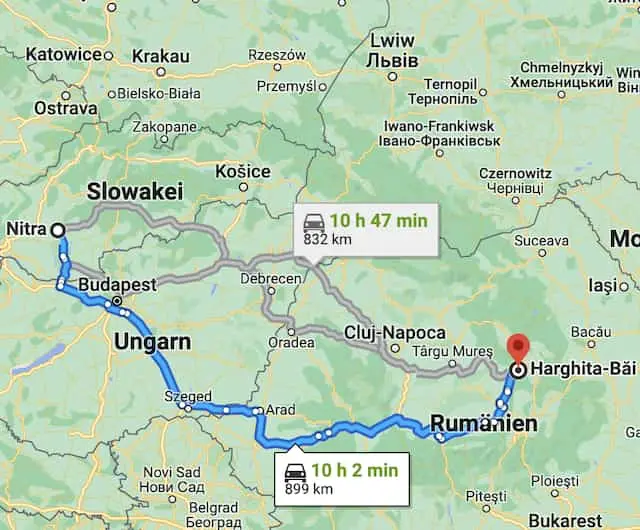 Katowice
Krakau
Rzeszów
Lwiw
Львів
Chmelnyzkyj
Хмельницький
Bielsko-Biała
Przemyśl
Ternopil
Тернопіль
Ostrava
Zakopane
Iwano-Frankiwsk
Івано-Франківськ
Košice
Czernowitz
Чернівці
Slowakei
Nitra
10 h 47 min
832 km
Suceava
Mo
Budapest
Debrecen
Iași
Ungarn
Oradea
Cluj-Napoca
Bacău
Târgu Mureș
Harghita-Băi
Szeged
Arad
Rumänien
Ga
10 h 2 min
899 km
Novi Sad
Нови Сад
Ploiești
Pitești
Belgrad
Београд
Bukarest